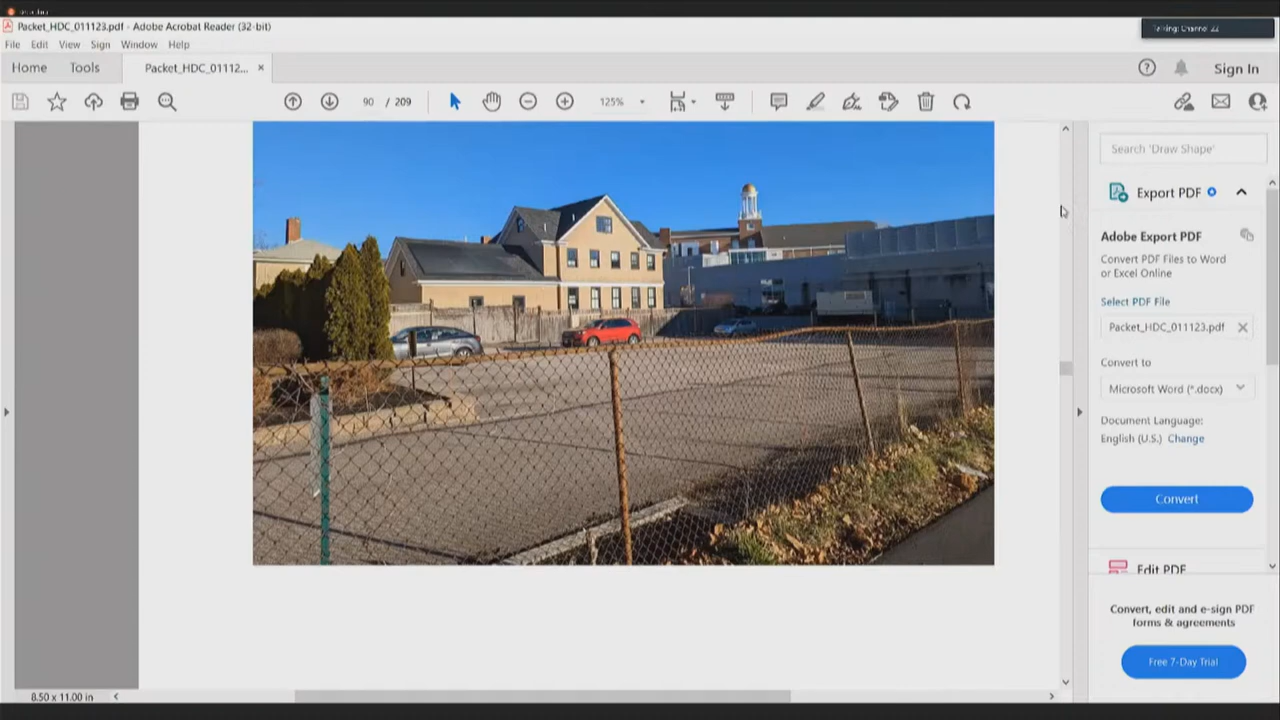 Packet_HDC_011123.pdf - Adobe Acrobat Reader (32-bit)
File Edit View Sign Window Help
Home Tools Packet_HDC_01112... ×
Sign In
90 / 209
125%
Search 'Draw Shape'
Export PDF
Adobe Export PDF
Convert PDF Files to Word
or Excel Online
Select PDF File
Packet_HDC_011123.pdf
Convert to
Microsoft Word (*.docx)
Document Language:
English (U.S.) Change
Convert
Edit PDF
Convert, edit and e-sign PDF
forms & agreements
Free 7-Day Trial
8.50 x 11.00 in